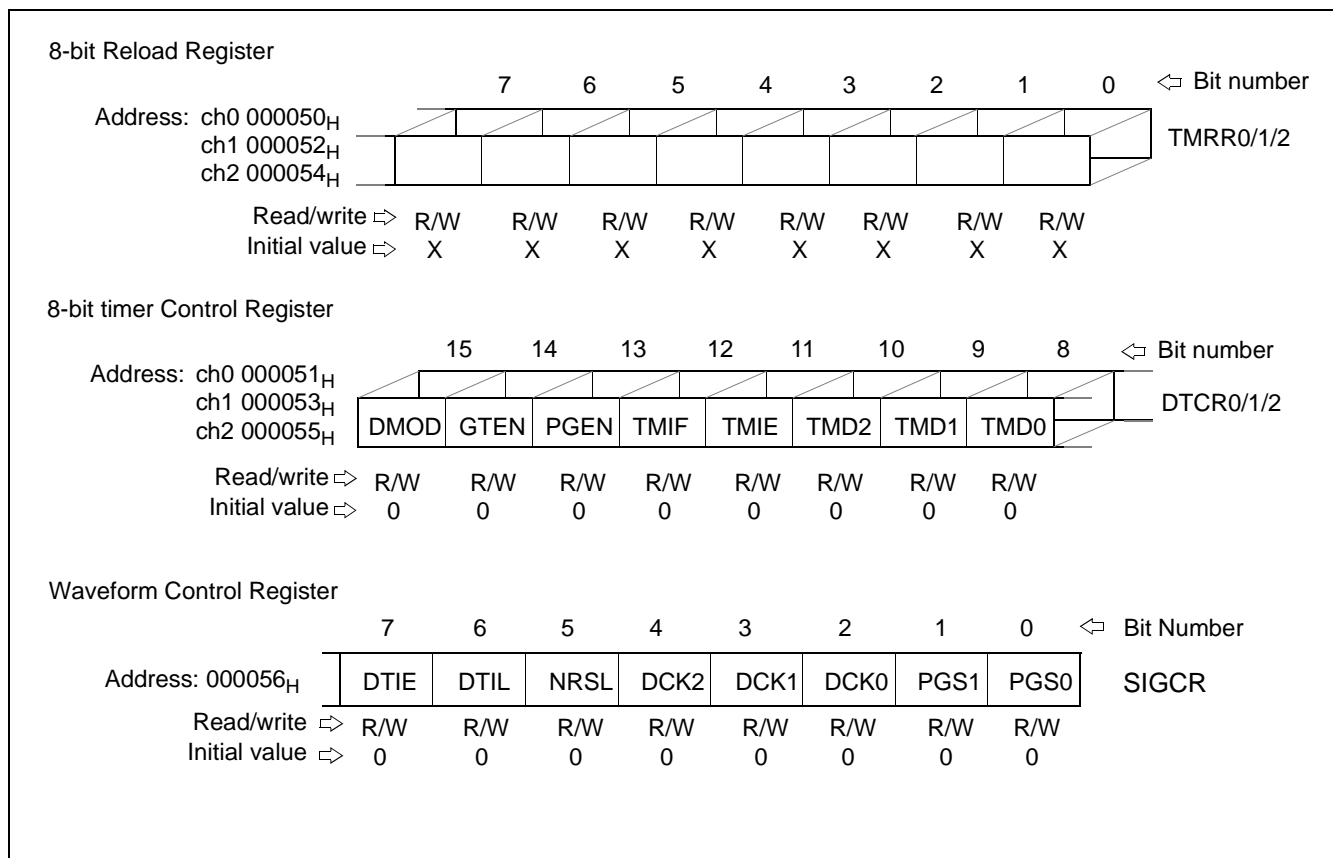 8-bit Reload Register
7 6 5 4 3 2 1 0 ⇦ Bit number
Address: ch0 000050H
ch1 000052H
ch2 000054H
TMRR0/1/2
Read/write ⇨ R/W R/W R/W R/W R/W R/W R/W R/W
Initial value ⇨ X X X X X X X X
8-bit timer Control Register
15 14 13 12 11 10 9 8 ⇦ Bit number
Address: ch0 000051H
ch1 000053H
ch2 000055H
DMOD GTEN PGEN TMIF TMIE TMD2 TMD1 TMD0
DTCR0/1/2
Read/write ⇨ R/W R/W R/W R/W R/W R/W R/W R/W
Initial value ⇨ 0 0 0 0 0 0 0 0
Waveform Control Register
7 6 5 4 3 2 1 0 ⇦ Bit Number
Address: 000056H DTIE DTIL NRSL DCK2 DCK1 DCK0 PGS1 PGS0 SIGCR
Read/write ⇨ R/W R/W R/W R/W R/W R/W R/W R/W
Initial value ⇨ 0 0 0 0 0 0 0 0